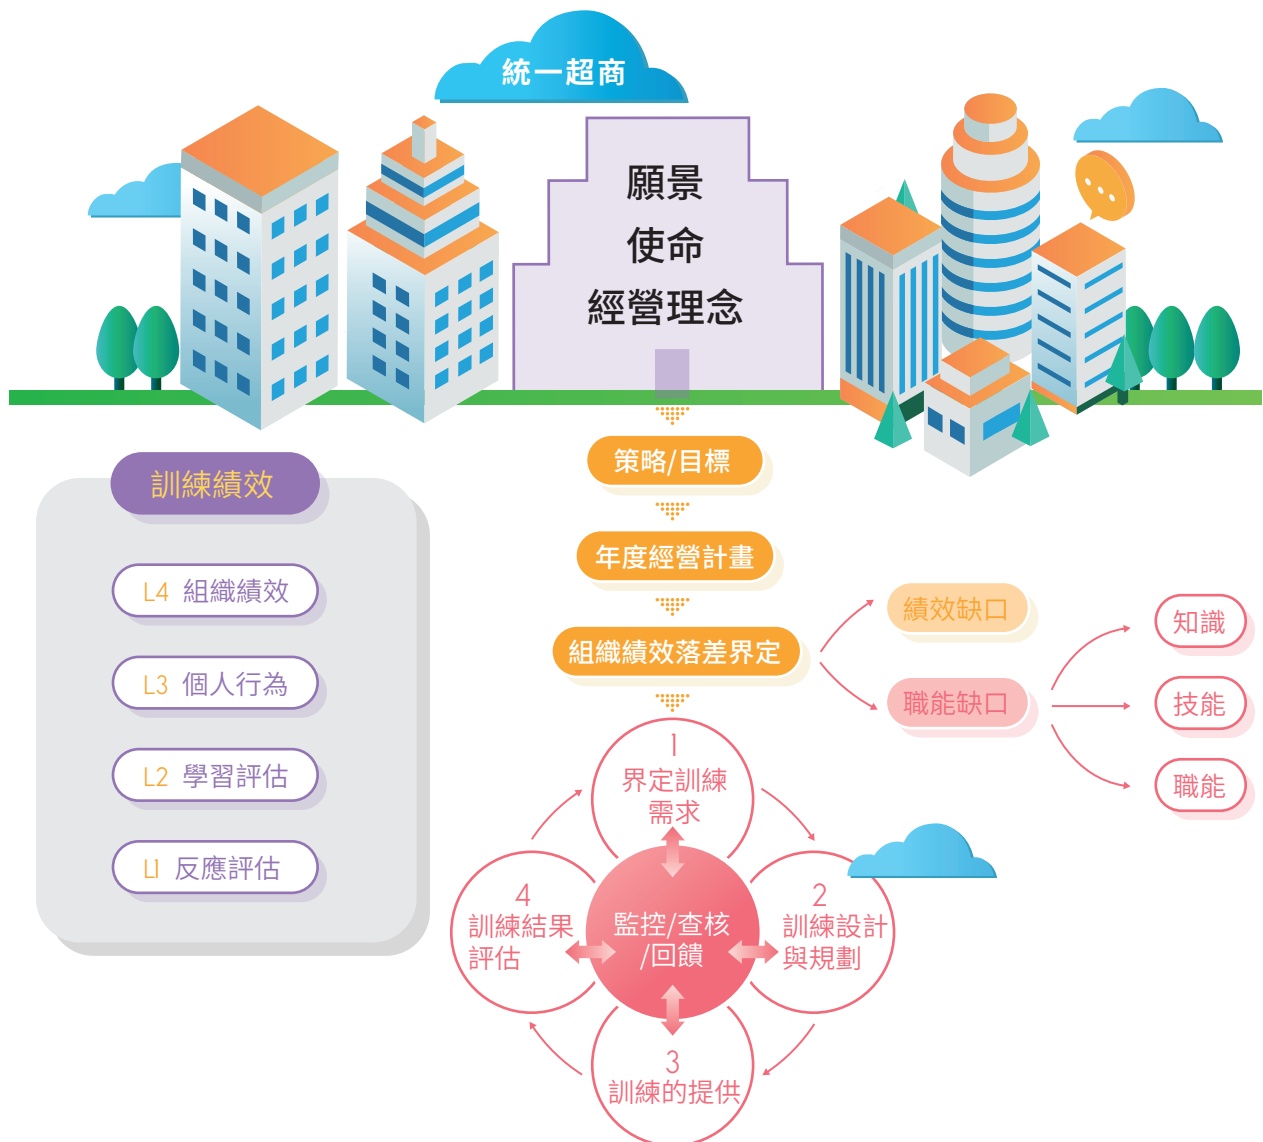 統一超商
願景
使命
經營理念
策略/目標
年度經營計畫
組織績效落差界定
績效缺口
職能缺口
知識
技能
職能
訓練績效
L4 組織績效
L3 個人行為
L2 學習評估
L1 反應評估
1
界定訓練
需求
2
訓練設計
與規劃
3
訓練的提供
4
訓練結果
評估
監控/查核
/回饋